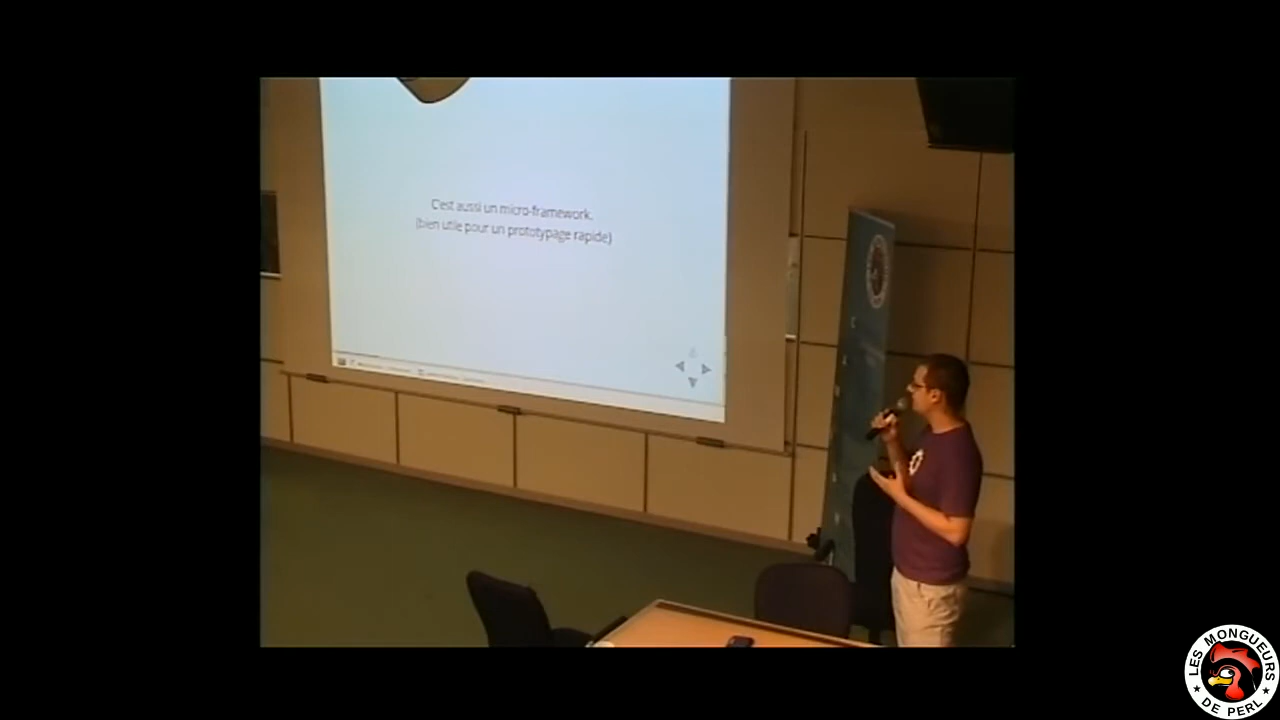 C'est aussi un micro-framework.
(bien utile pour un prototypage rapide)
LES MONGUEURS
DE PERL